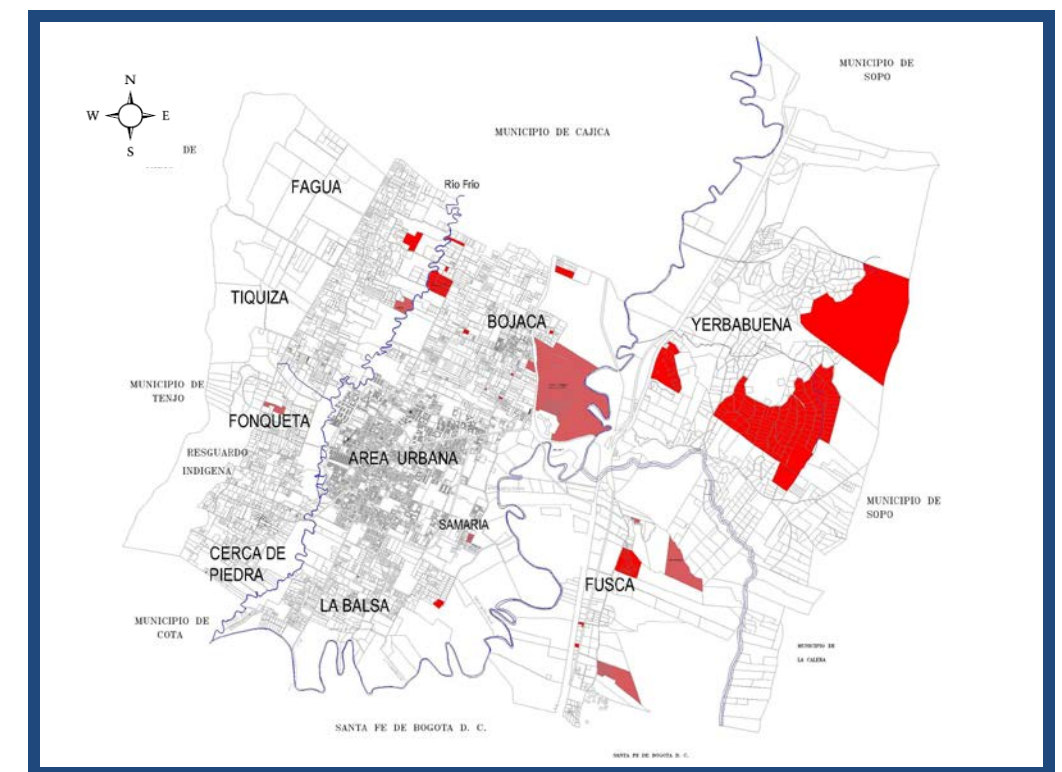 MUNICIPIO DE
SOPO
N
W E
S
DE
MUNICIPIO DE CAJICA
FAGUA
Rio Frio
TIQUIZA
BOJACA
YERBABUENA
MUNICIPIO DE
TENJO
FONQUETA
RESGUARDO
INDIGENA
AREA URBANA
MUNICIPIO DE
SOPO
SAMARIA
CERCA DE
PIEDRA
FUSCA
LA BALSA
MUNICIPIO DE
COTA
MUNICIPIO DE
LA CALERA
SANTA FE DE BOGOTA D. C.
SANTA FE DE BOGOTA D. C.